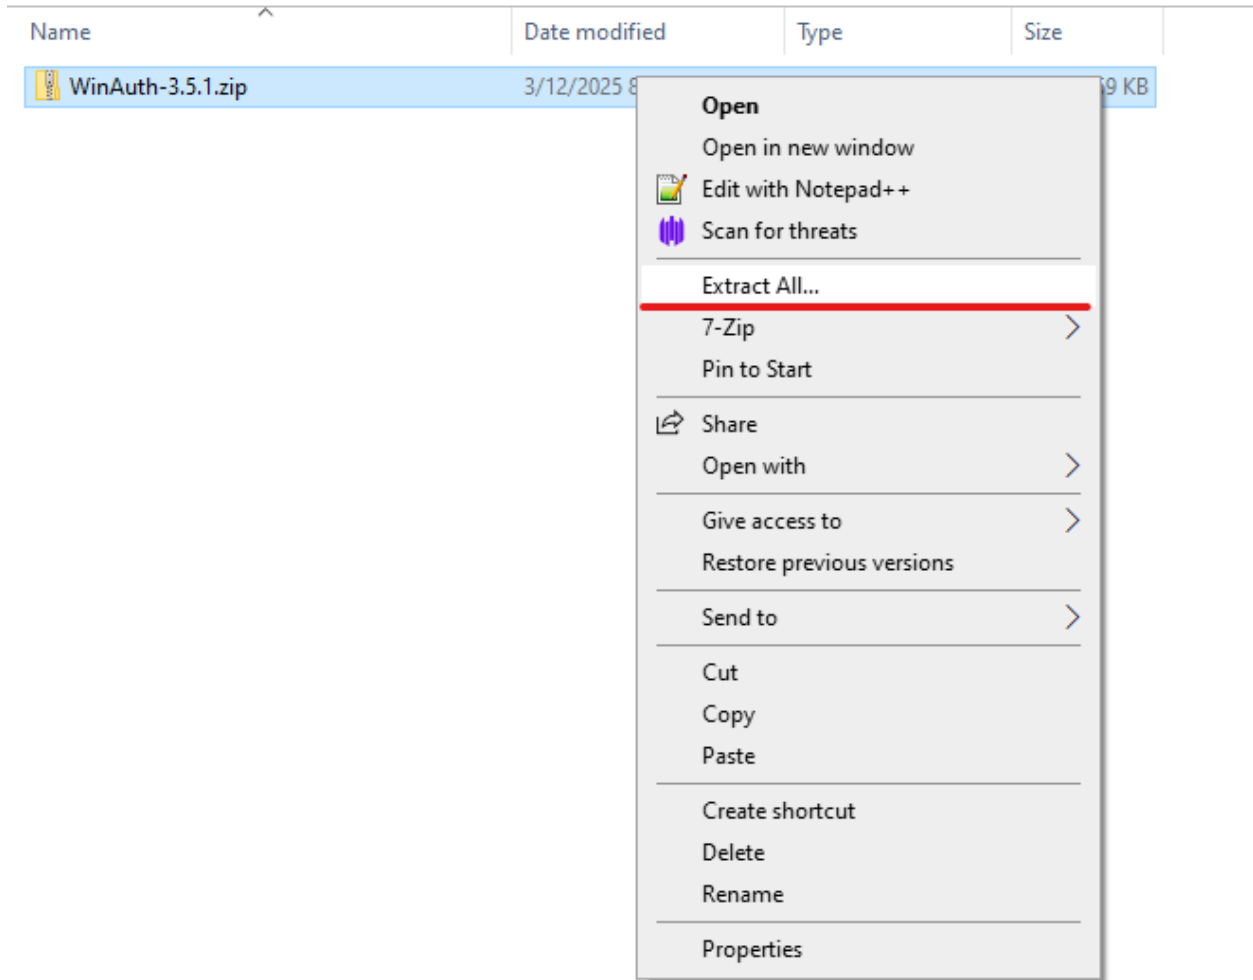 Name Date modified Type Size
WinAuth-3.5.1.zip 3/12/2025 KB
Open
Open in new window
Edit with Notepad++
Scan for threats
Extract All...
7-Zip
Pin to Start
Share
Open with
Give access to
Restore previous versions
Send to
Cut
Copy
Paste
Create shortcut
Delete
Rename
Properties